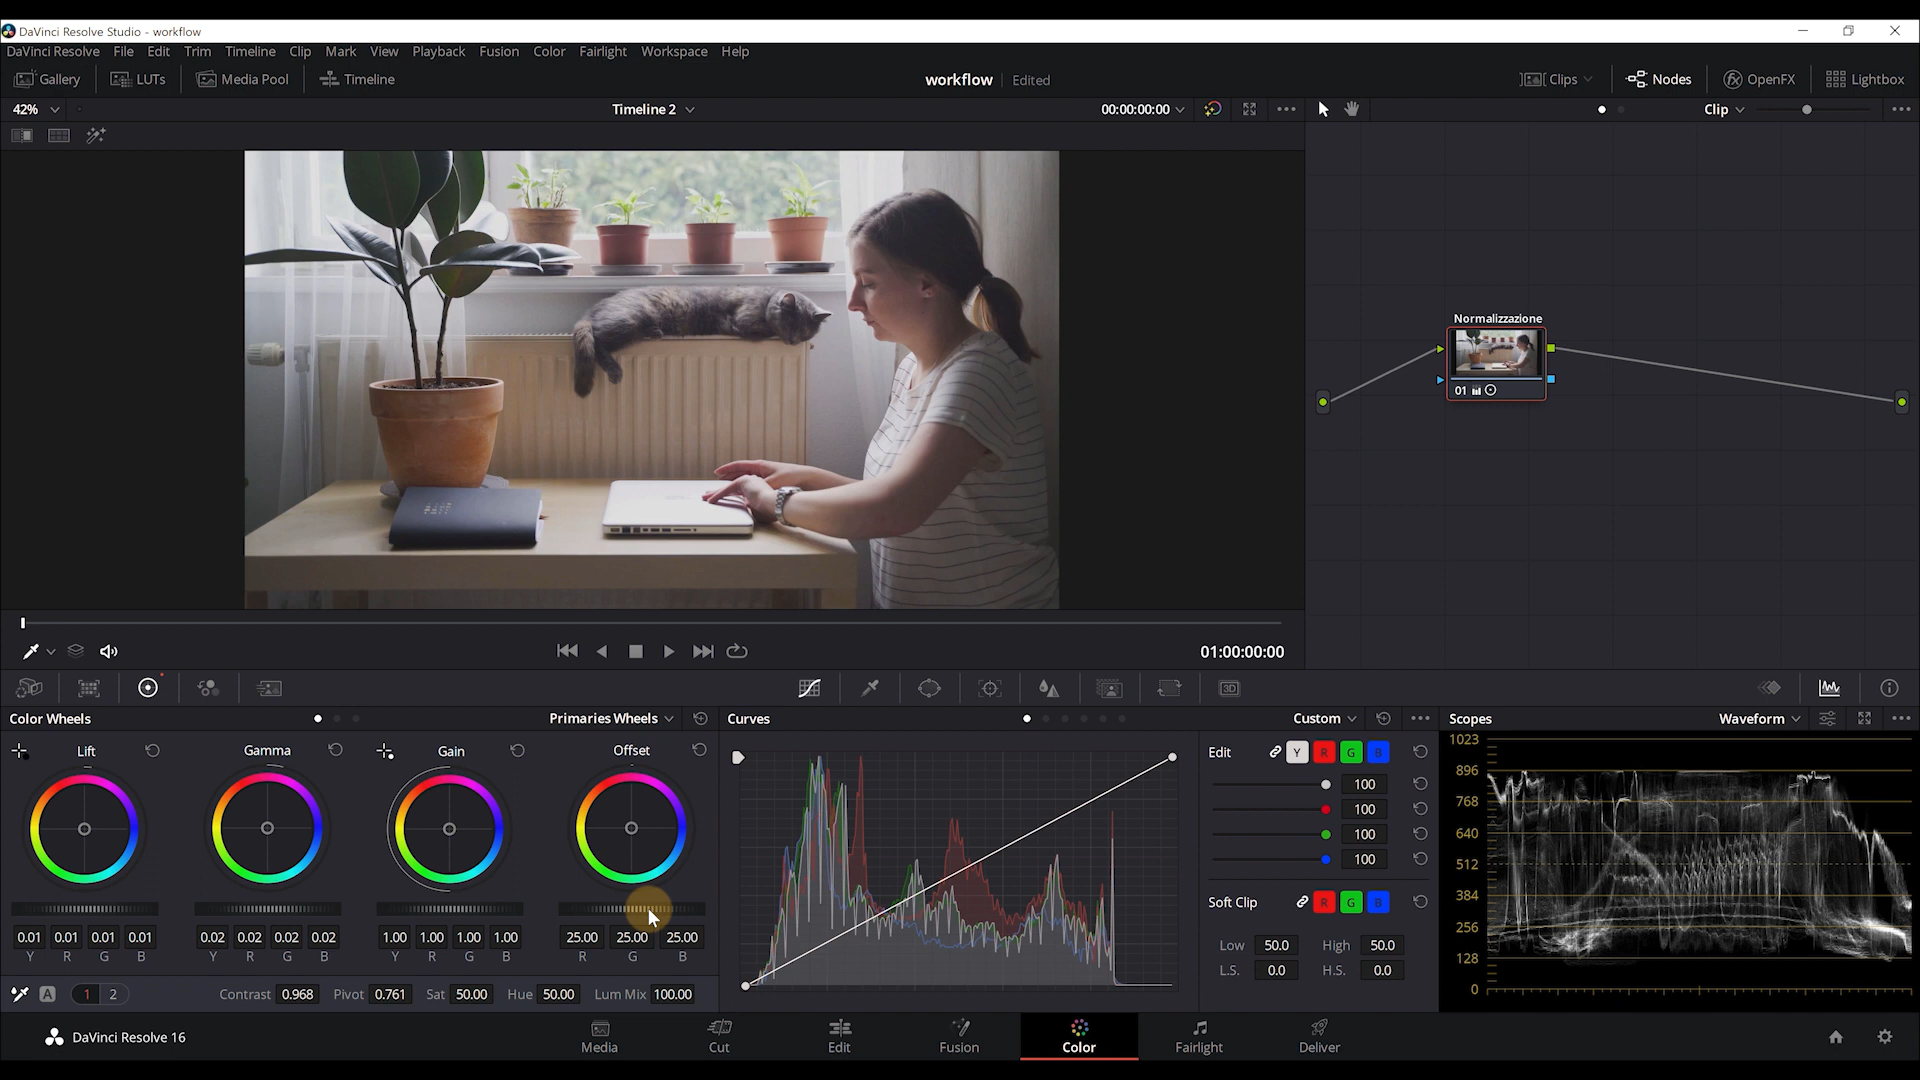 DaVinci Resolve Studio - workflow
DaVinci Resolve File Edit Trim Timeline Clip Mark View Playback Fusion Color Fairlight Workspace Help
Gallery LUTs Media Pool Timeline workflow Edited Clips Nodes OpenFX Lightbox
42% Timeline 2 00:00:00:00 Clip
Normalizzazione
01
01:00:00:00
3D
Color Wheels Primaries Wheels Curves Custom Scopes Waveform
Lift Gamma Gain Offset
0.01 0.01 0.01 0.01 0.02 0.02 0.02 0.02 1.00 1.00 1.00 1.00 25.00 25.00 25.00
Y R G B Y R G B Y R G B R G B
A 1 2 Contrast 0.968 Pivot 0.761 Sat 50.00 Hue 50.00 Lum Mix 100.00
Edit Y R G B
100
100
100
100
Soft Clip R G B
Low 50.0 High 50.0
L.S. 0.0 H.S. 0.0
1023
896
768
640
512
384
256
128
0
DaVinci Resolve 16 Media Cut Edit Fusion Color Fairlight Deliver